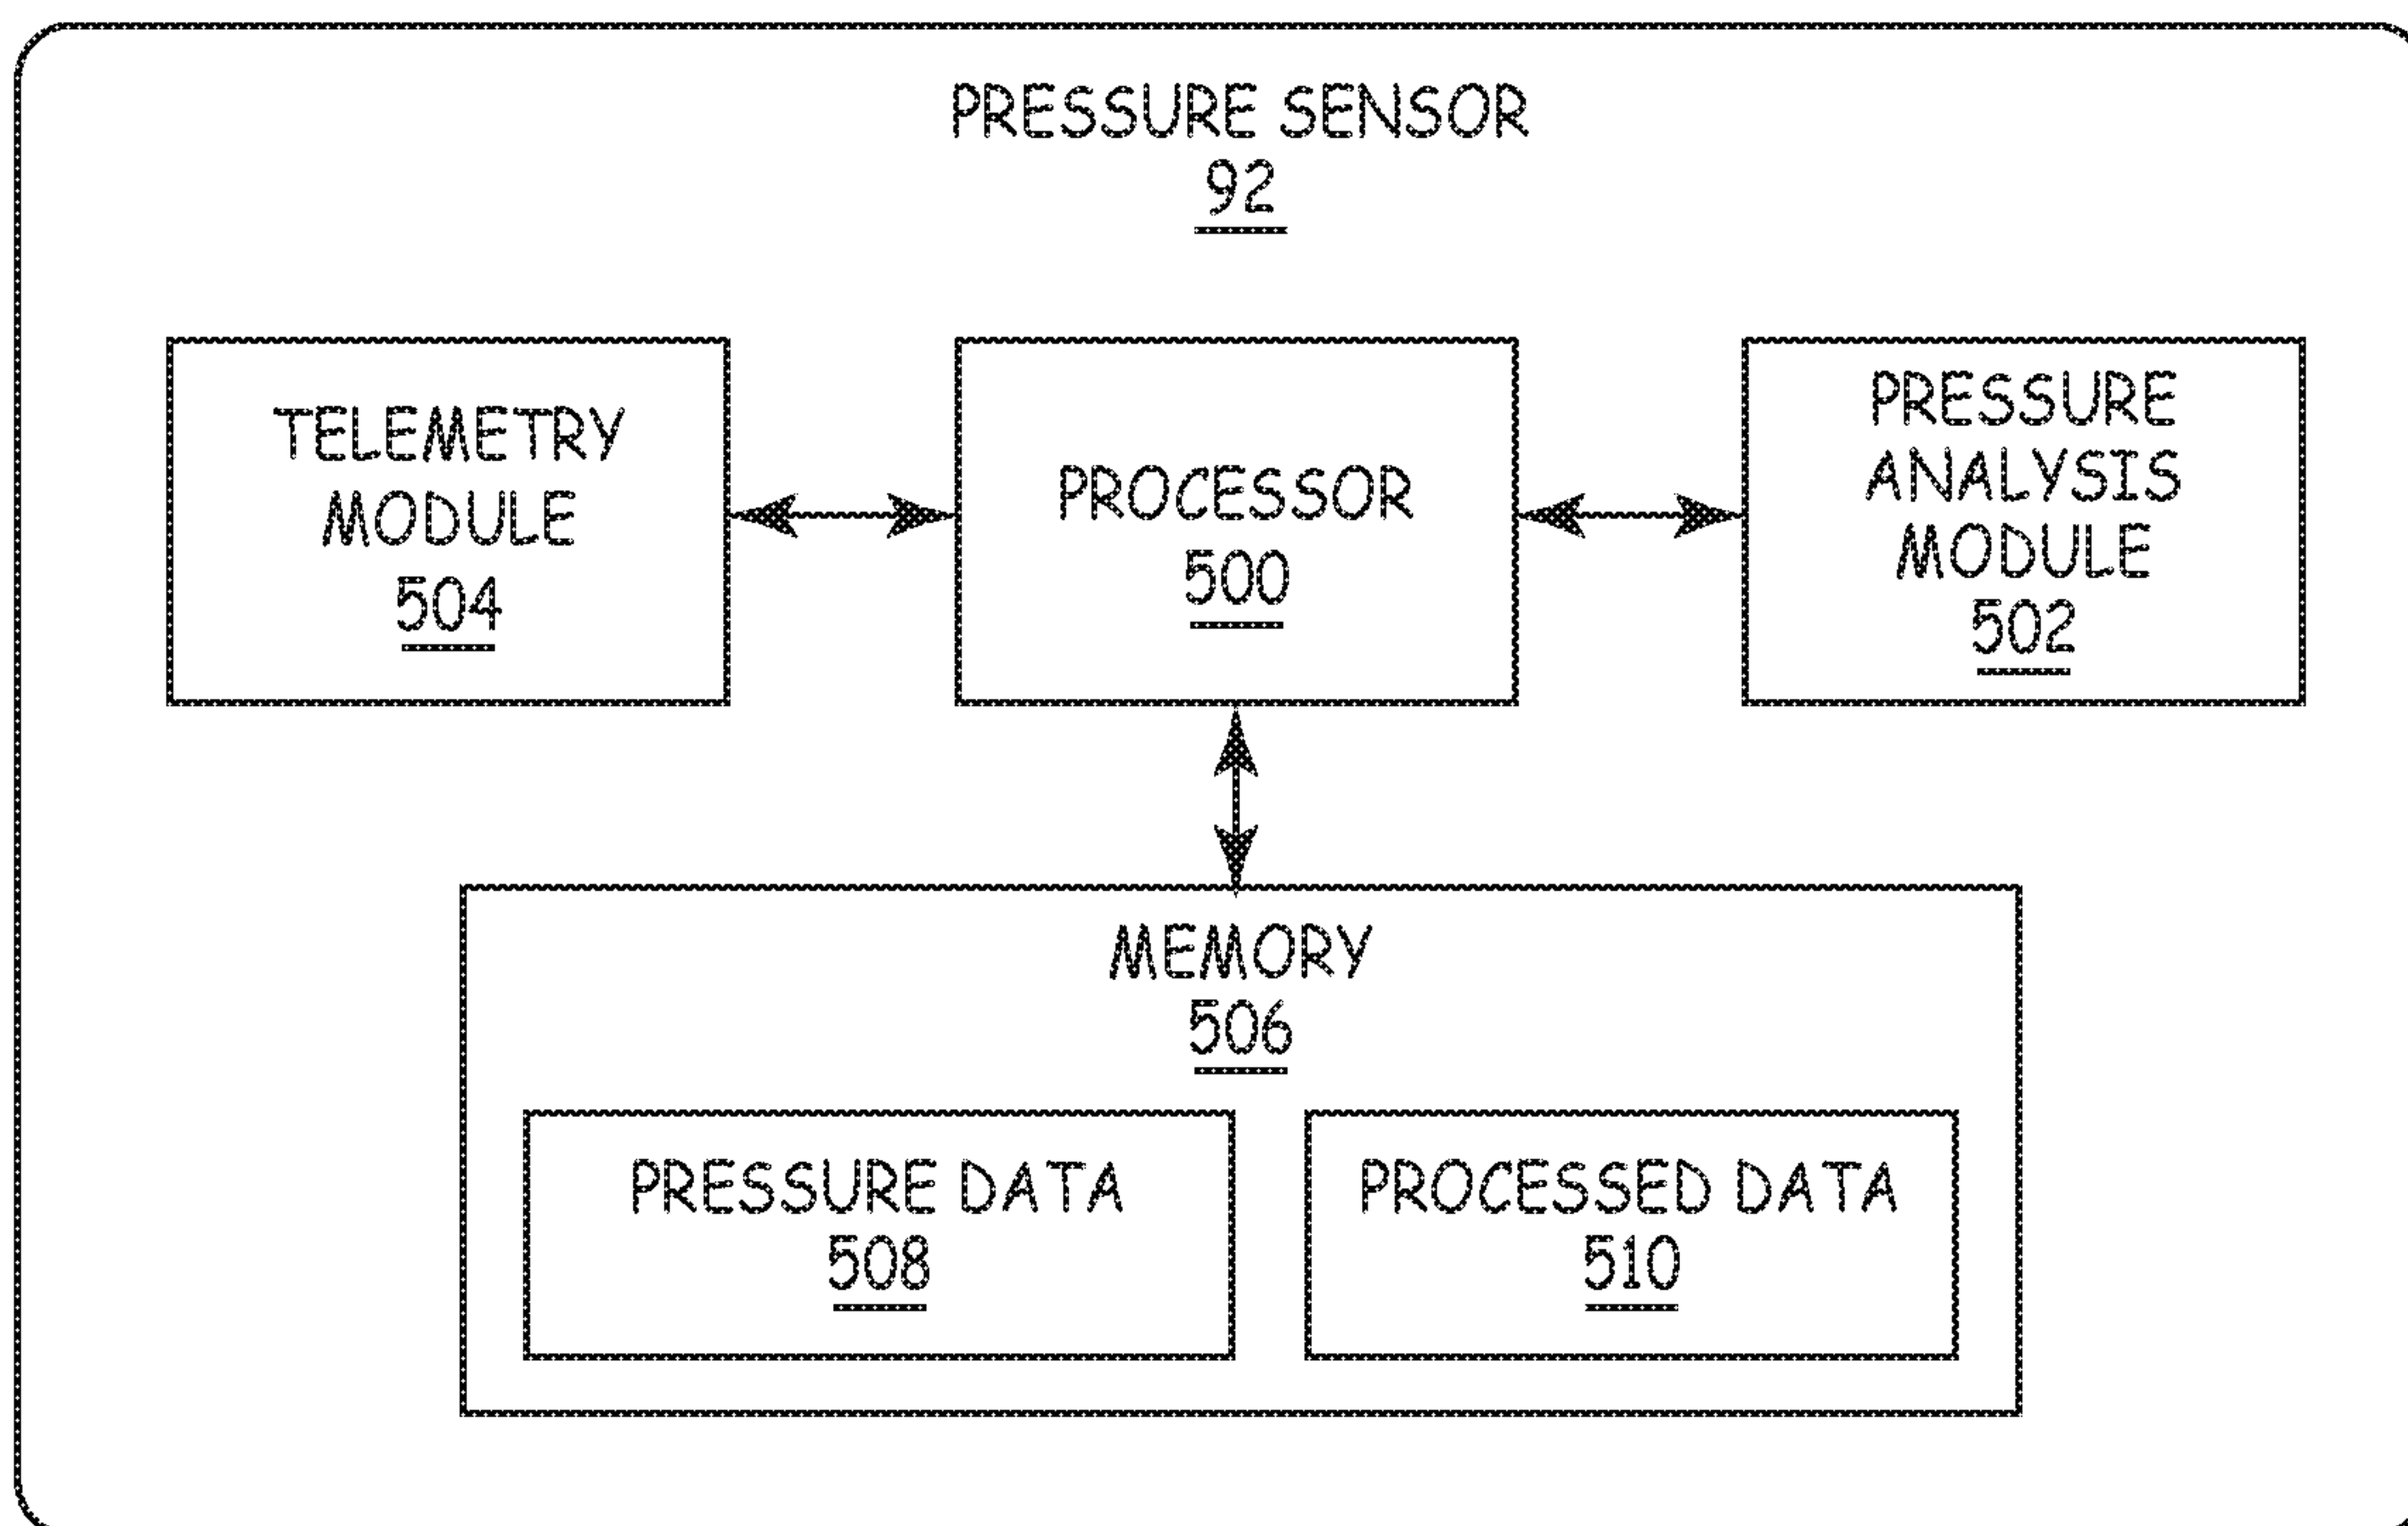 PRESSURE SENSOR
92
TELEMETRY
MODULE
504
PROCESSOR
500
PRESSURE
ANALYSIS
MODULE
502
MEMORY
506
PRESSURE DATA
508
PROCESSED DATA
510